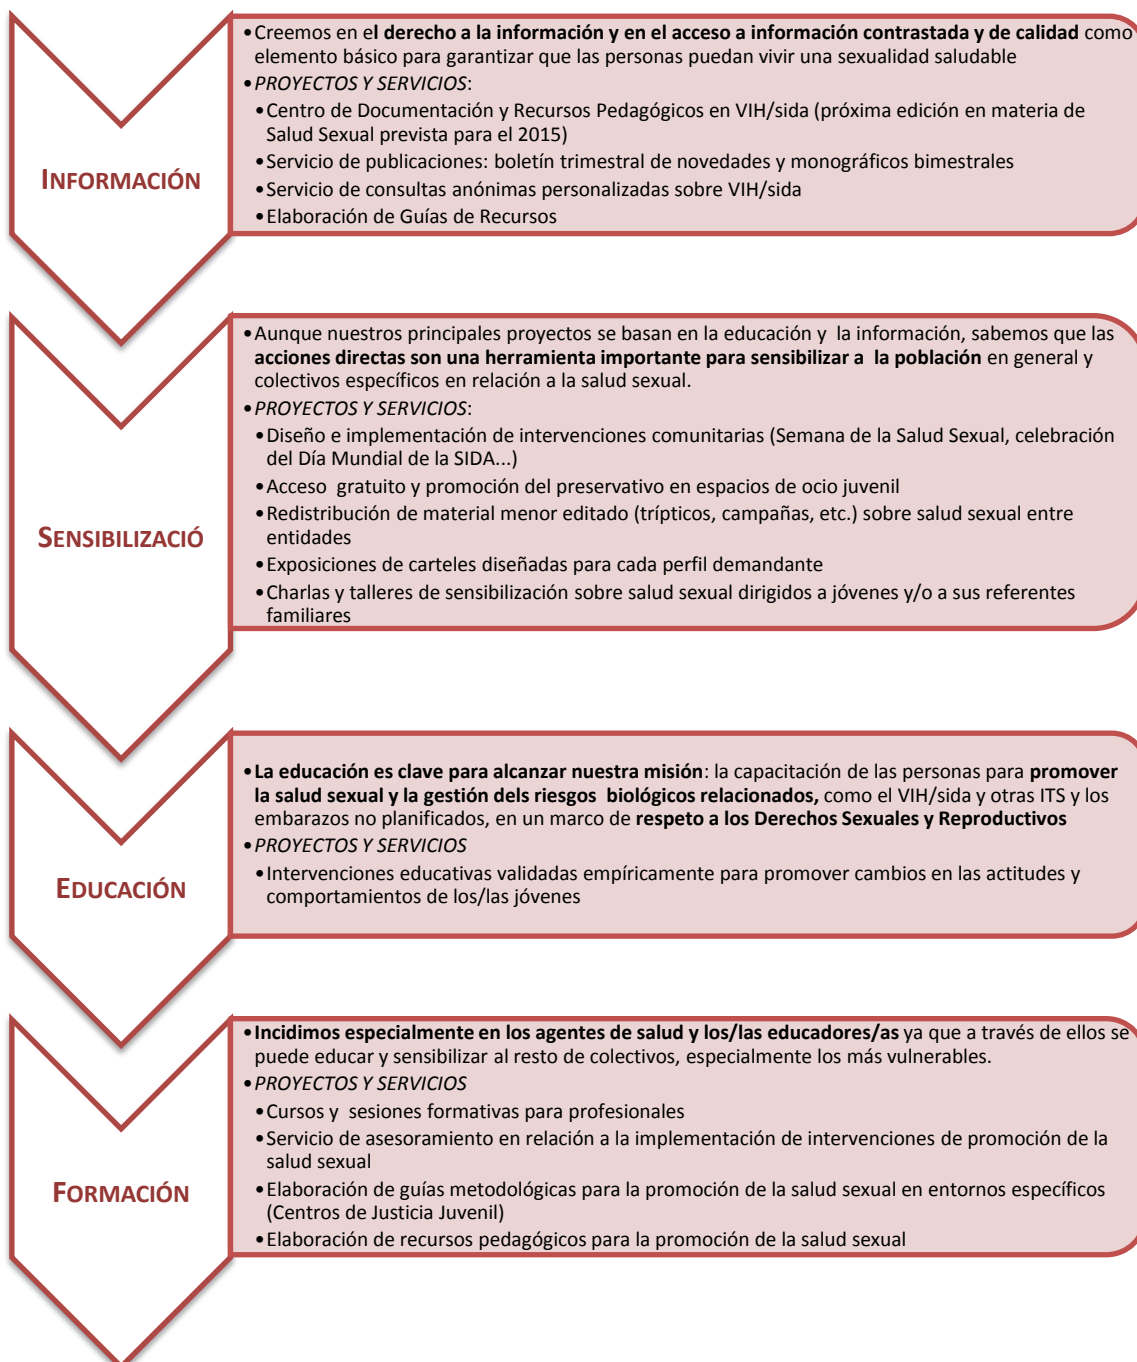 INFORMACIÓN
•Creemos en el derecho a la información y en el acceso a información contrastada y de calidad como
elemento básico para garantizar que las personas puedan vivir una sexualidad saludable
•PROYECTOS Y SERVICIOS:
•Centro de Documentación y Recursos Pedagógicos en VIH/sida (próxima edición en materia de
Salud Sexual prevista para el 2015)
•Servicio de publicaciones: boletín trimestral de novedades y monográficos bimestrales
•Servicio de consultas anónimas personalizadas sobre VIH/sida
•Elaboración de Guías de Recursos
SENSIBILIZACIÓ
•Aunque nuestros principales proyectos se basan en la educación y la información, sabemos que las
acciones directas son una herramienta importante para sensibilizar a la población en general y
colectivos específicos en relación a la salud sexual.
•PROYECTOS Y SERVICIOS:
•Diseño e implementación de intervenciones comunitarias (Semana de la Salud Sexual, celebración
del Día Mundial de la SIDA...)
•Acceso gratuito y promoción del preservativo en espacios de ocio juvenil
•Redistribución de material menor editado (trípticos, campañas, etc.) sobre salud sexual entre
entidades
•Exposiciones de carteles diseñadas para cada perfil demandante
•Charlas y talleres de sensibilización sobre salud sexual dirigidos a jóvenes y/o a sus referentes
familiares
EDUCACIÓN
•La educación es clave para alcanzar nuestra misión: la capacitación de las personas para promover
la salud sexual y la gestión dels riesgos biológicos relacionados, como el VIH/sida y otras ITS y los
embarazos no planificados, en un marco de respeto a los Derechos Sexuales y Reproductivos
•PROYECTOS Y SERVICIOS
•Intervenciones educativas validadas empíricamente para promover cambios en las actitudes y
comportamientos de los/las jóvenes
FORMACIÓN
•Incidimos especialmente en los agentes de salud y los/las educadores/as ya que a través de ellos se
puede educar y sensibilizar al resto de colectivos, especialmente los más vulnerables.
•PROYECTOS Y SERVICIOS
•Cursos y sesiones formativas para profesionales
•Servicio de asesoramiento en relación a la implementación de intervenciones de promoción de la
salud sexual
•Elaboración de guías metodológicas para la promoción de la salud sexual en entornos específicos
(Centros de Justicia Juvenil)
•Elaboración de recursos pedagógicos para la promoción de la salud sexual